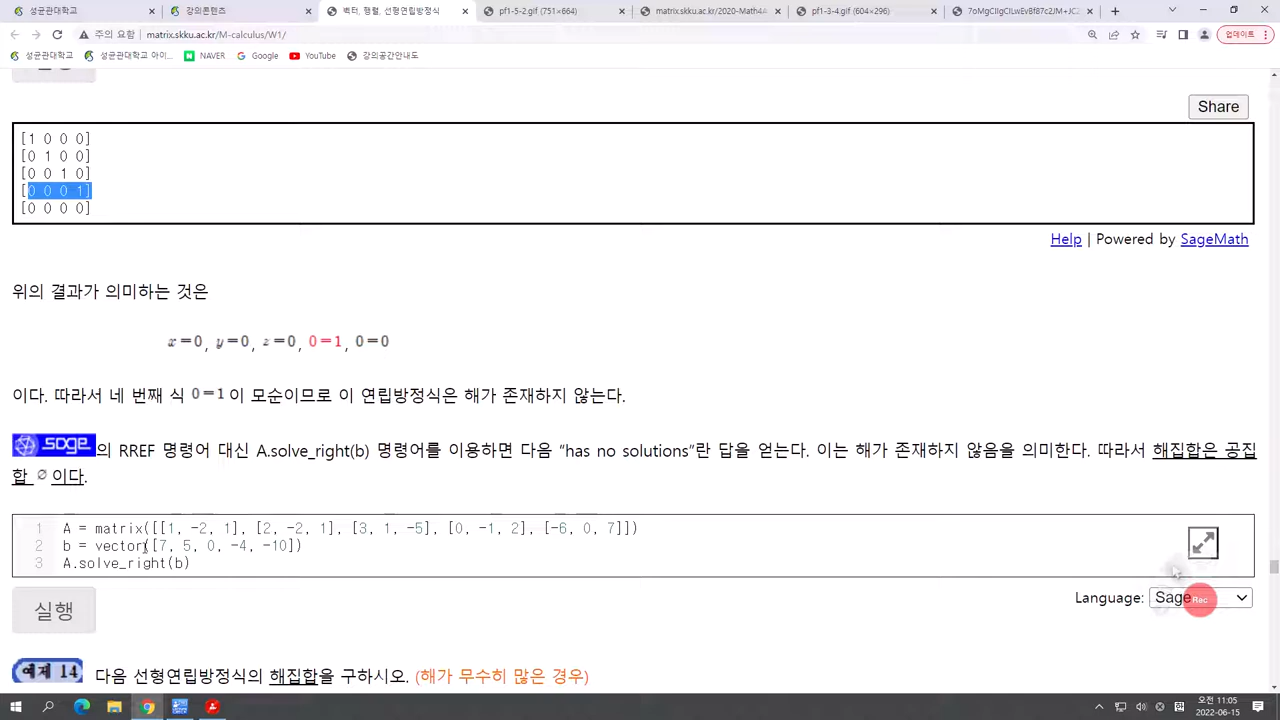 성균관대학교
강의콘텐츠
벡터, 행렬, 선형연립방정식
pf1-5-2.gif (751×664)
matrix.skku.ac.kr/2020-Math4
pf1-3-4.gif (604×296)
주의 요함 | matrix.skku.ac.kr/M-calculus/W1/
업데이트
성균관대학교
성균관대학교 아이...
NAVER
Google
YouTube
강의공간안내도
Share
[1 0 0 0]
[0 1 0 0]
[0 0 1 0]
[0 0 0 1]
[0 0 0 0]
Help | Powered by SageMath
위의 결과가 의미하는 것은
x=0, y=0, z=0, 0=1, 0=0
이다. 따라서 네 번째 식 0=1 이 모순이므로 이 연립방정식은 해가 존재하지 않는다.
sage의 RREF 명령어 대신 A.solve_right(b) 명령어를 이용하면 다음 “has no solutions”란 답을 얻는다. 이는 해가 존재하지 않음을 의미한다. 따라서 해집합은 공집
합 ∅ 이다.
1 A = matrix([[1, -2, 1], [2, -2, 1], [3, 1, -5], [0, -1, 2], [-6, 0, 7]])
2 b = vector([7, 5, 0, -4, -10])
3 A.solve_right(b)
Language: Sage
Rec
실행
예제 14 다음 선형연립방정식의 해집합을 구하시오. (해가 무수히 많은 경우)
오전 11:05
2022-06-15